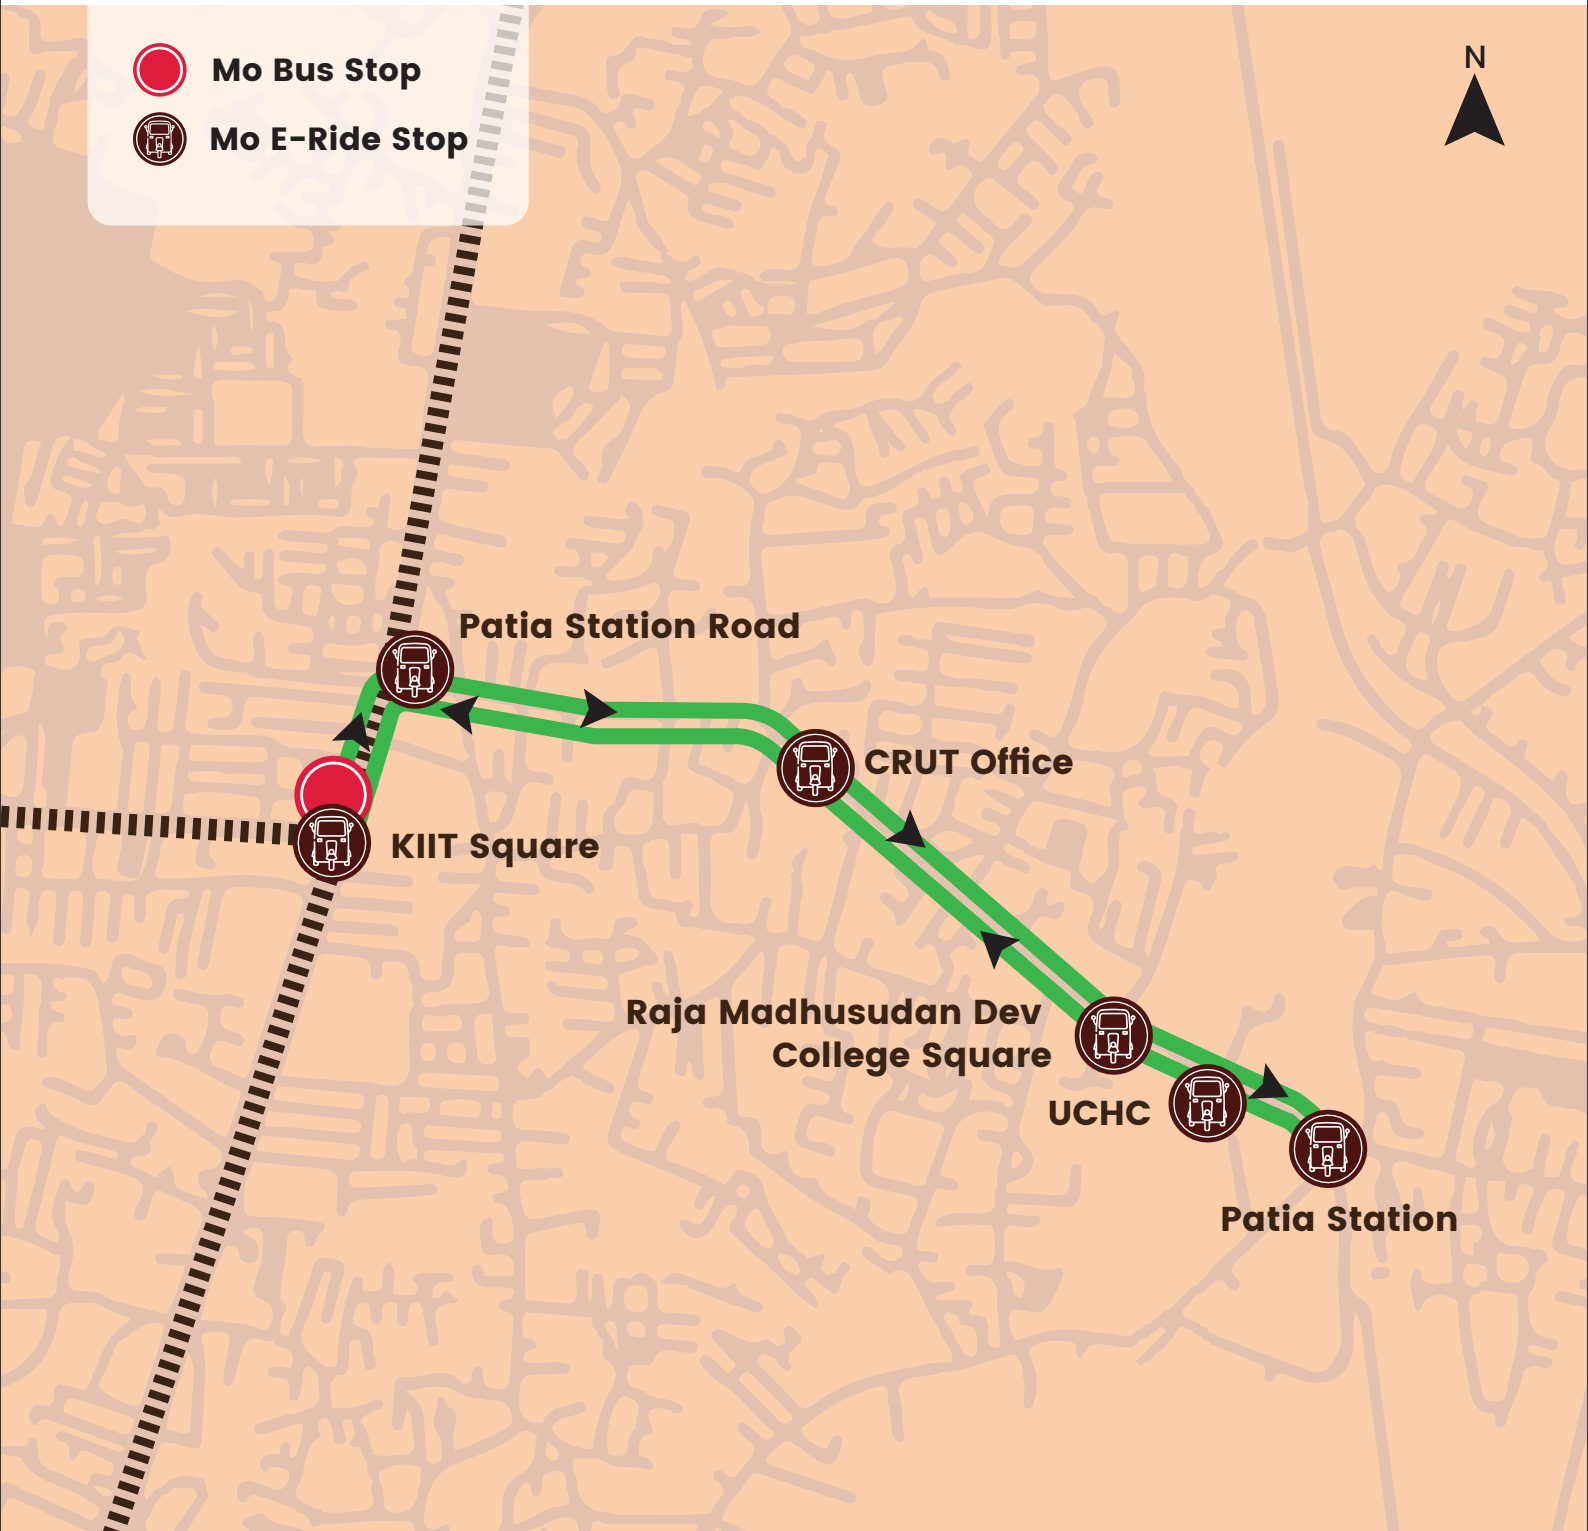 Mo Bus Stop
Mo E-Ride Stop
N
Patia Station Road
CRUT Office
KIIT Square
Raja Madhusudan Dev
College Square
UCHC
Patia Station